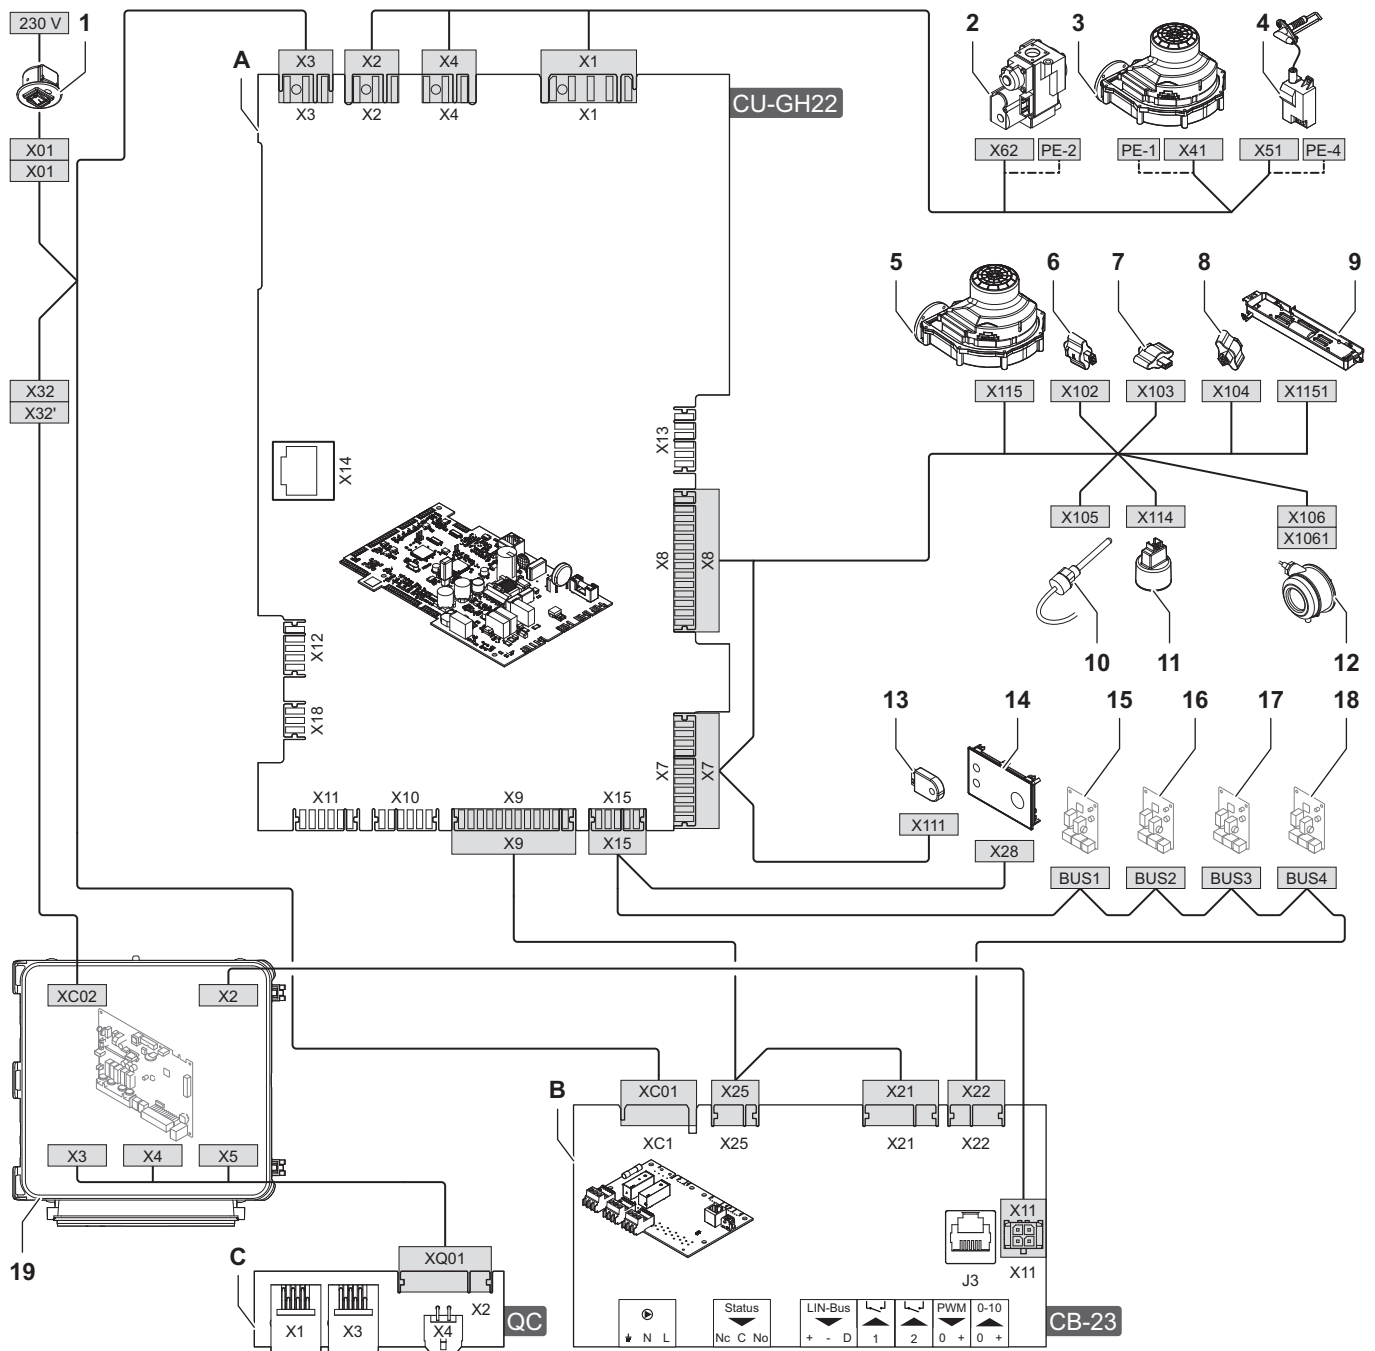 230 V 1
A
X3 X2 X4 X1
X3 X2 X4 X1
CU-GH22
2 3 4
X01
X01
X62 PE-2 PE-1 X41 X51 PE-4
5 6 7 8 9
X32
X32'
X115 X102 X103 X104 X1151
X13
X14
X8 X8
X105 X114 X106
X1061
10 11 12
X12
X18
X7 X7
13 14 15 16 17 18
X11 X10 X9 X15
X9 X15
X111
X28
BUS1 BUS2 BUS3 BUS4
XC02 X2
X3 X4 X5
19
B
XC01 X25 X21 X22
XC1 X25 X21 X22
X11
X11
J3
C
XQ01
X2
X1 X3 X4
QC
N L
Status
Nc C No
LIN-Bus
+ - D
1
2
PWM
0 +
0-10
0 +
CB-23